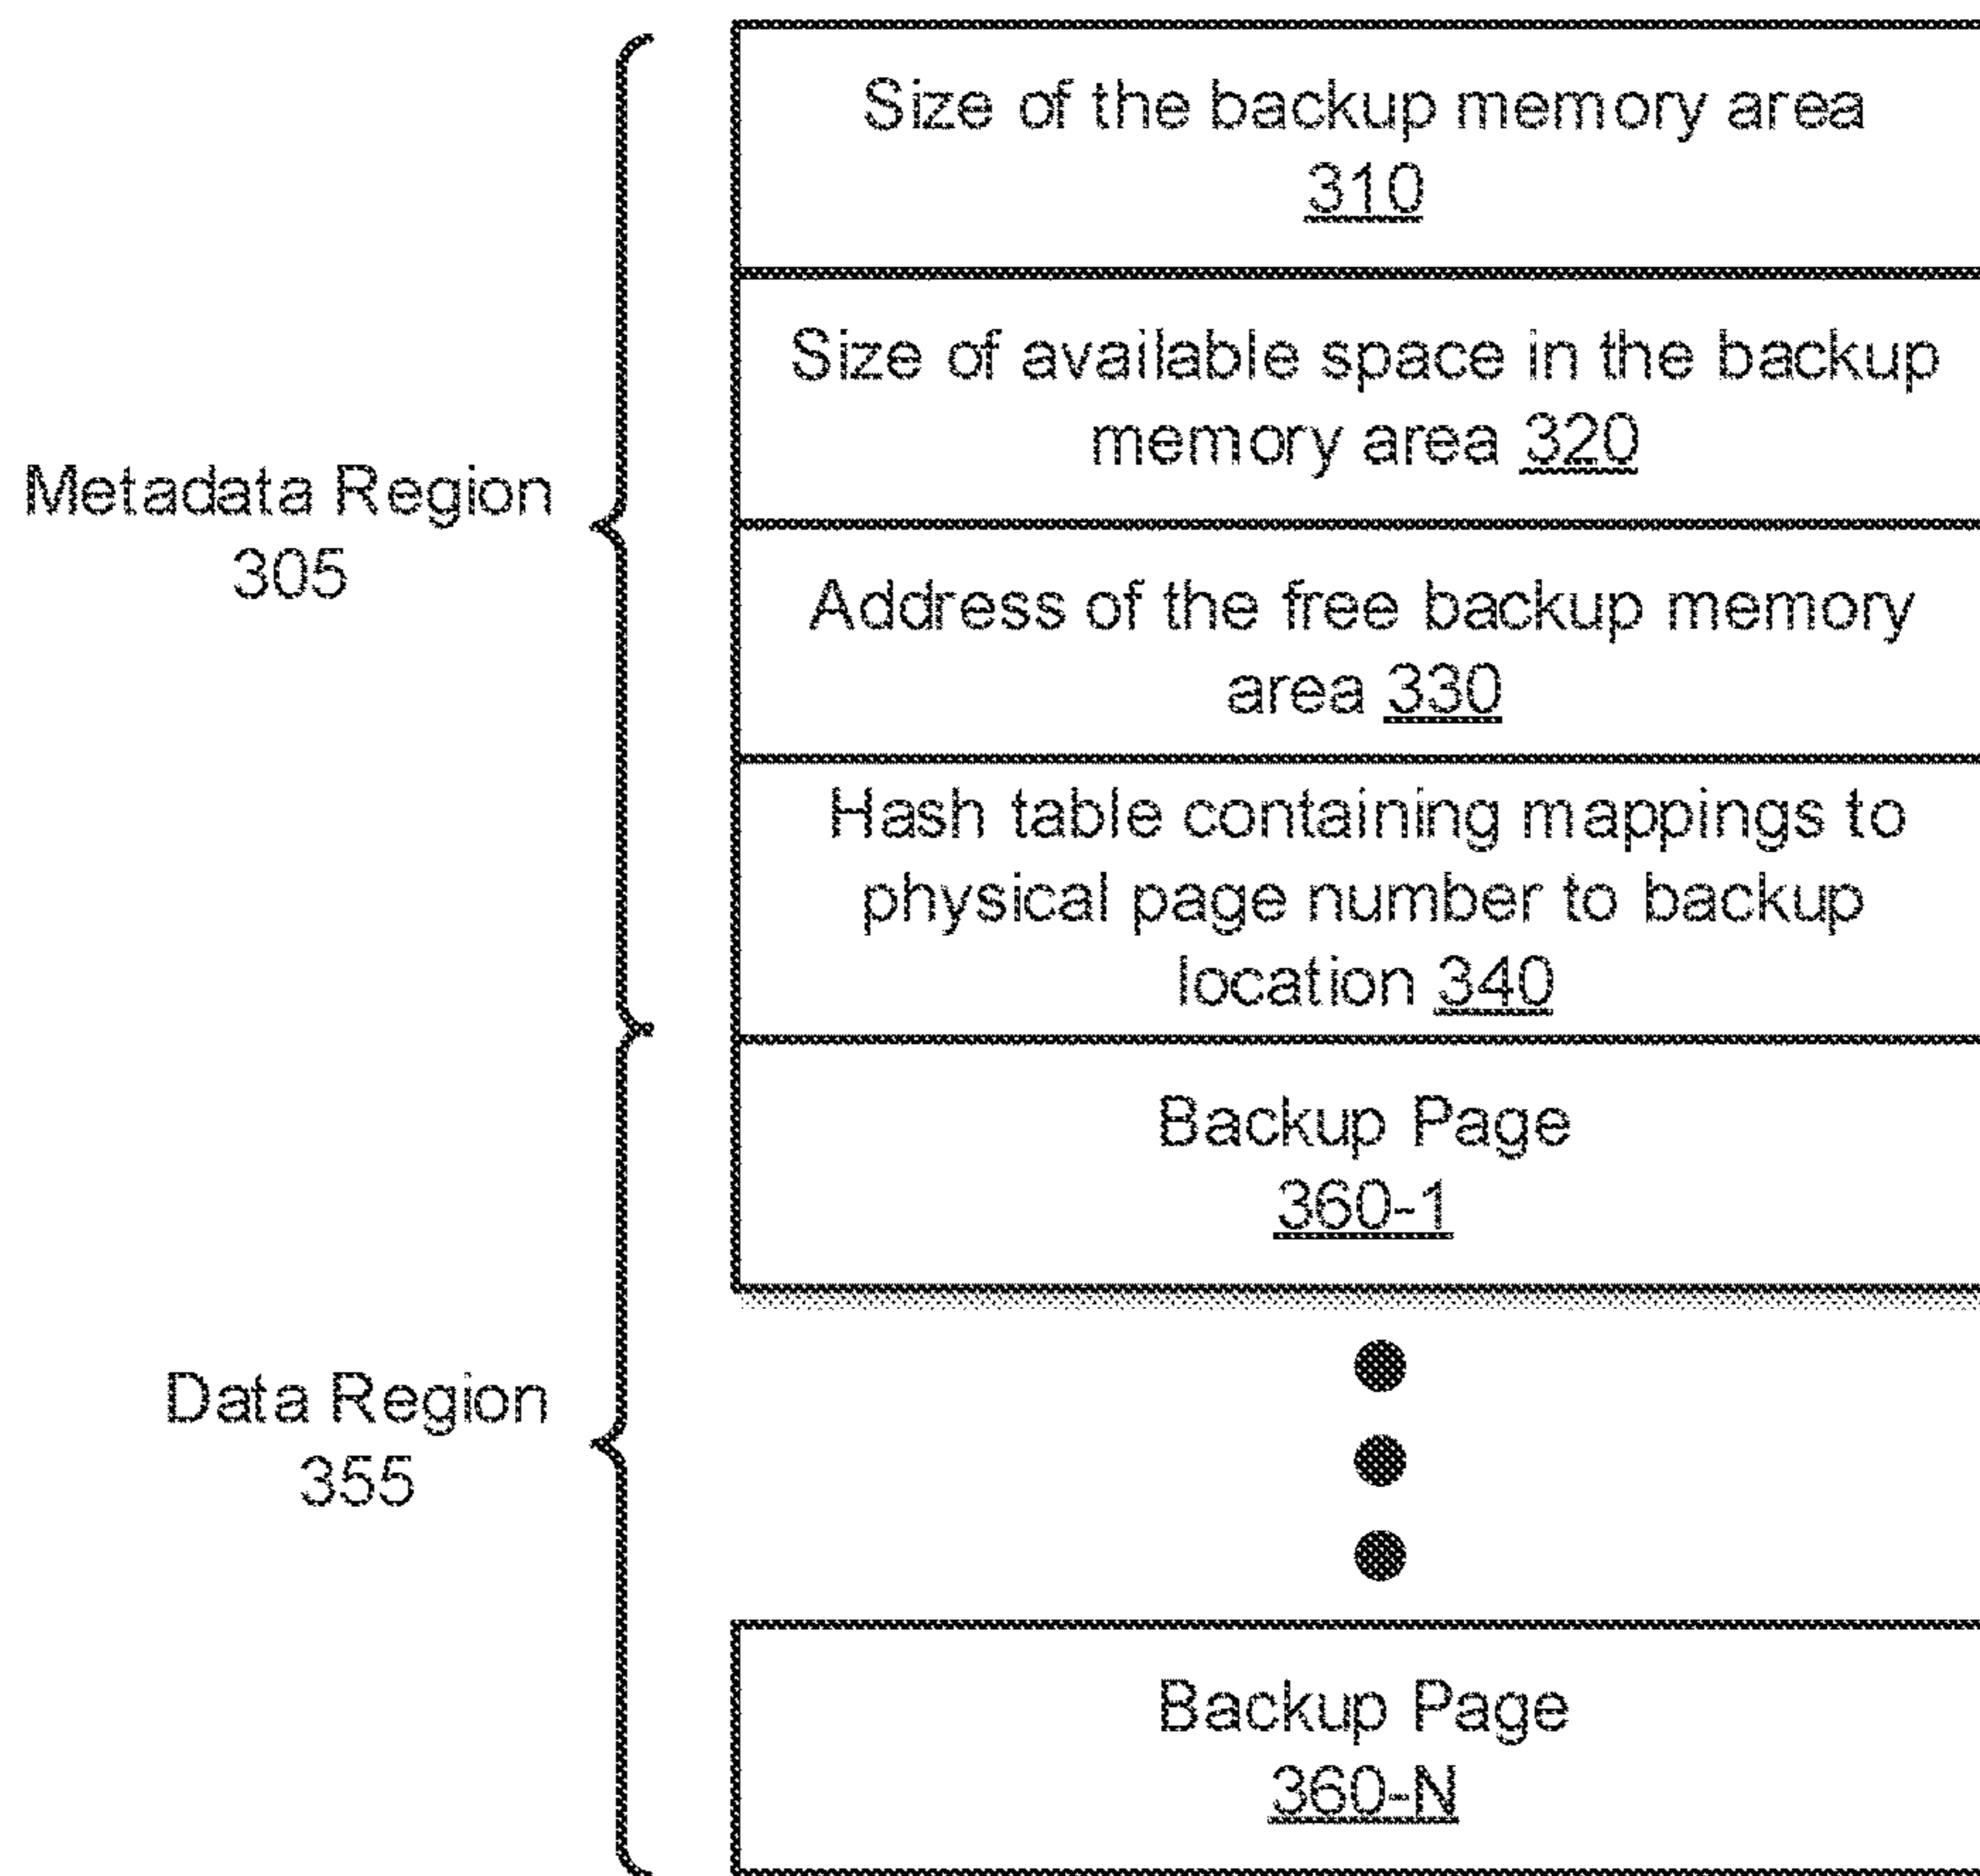 Size of the backup memory area
310
Size of available space in the backup
memory area 320
Metadata Region
305
Address of the free backup memory
area 330
Hash table containing mappings to
physical page number to backup
location 340
Backup Page
360-1
Data Region
355
Backup Page
360-N